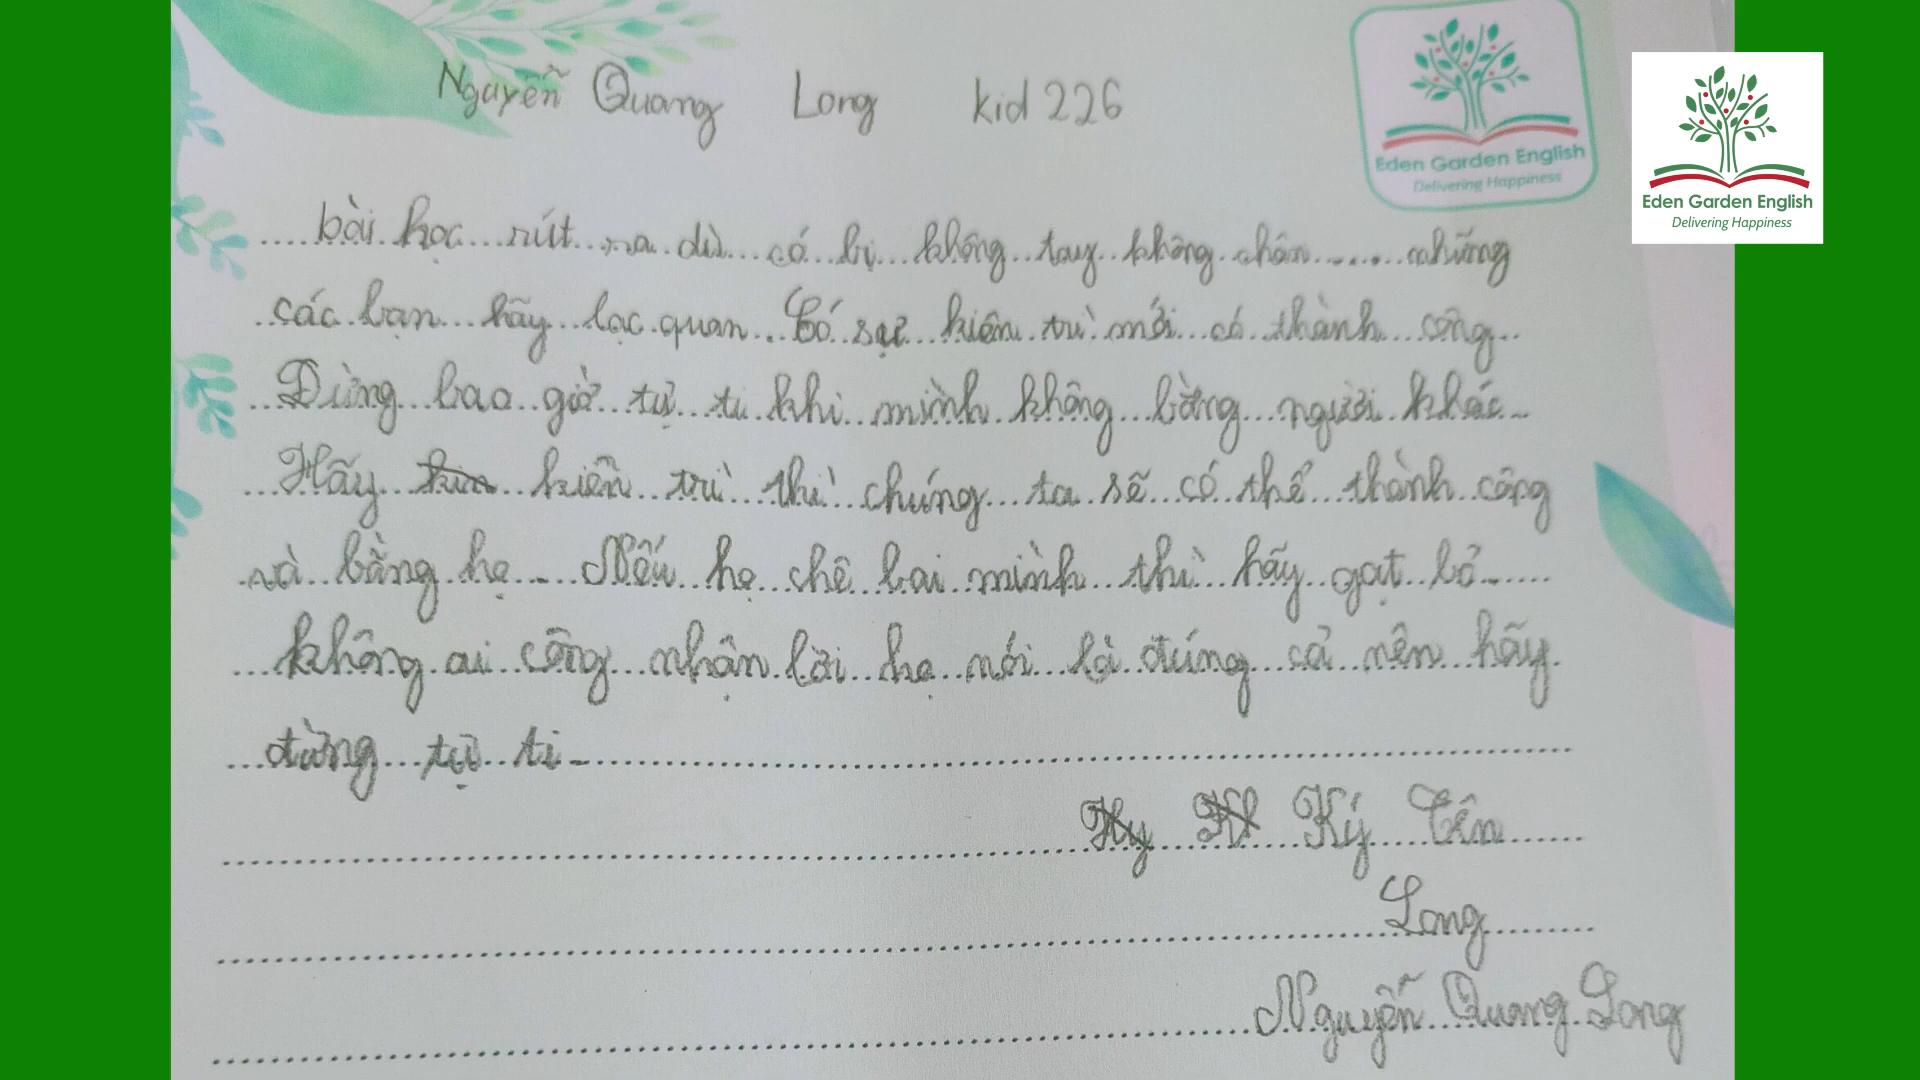 Nguyễn Quang Long kid 226
Eden Garden English
Delivering Happiness
Eden Garden English
Delivering Happiness
bài học rút ra dù có bị không tay không chân ...... những
các bạn hãy lạc quan. Có sự kiên trì mới có thành công
Đừng bao giờ tự ti khi mình không bằng người khác
Hãy kiên trì thì chúng ta sẽ có thể thành công
và bằng họ. Nếu họ chê bai mình thì hãy gạt bỏ
không ai công nhận lời họ nói là đúng cả nên hãy
đừng tự ti
Ký Tên
Long
Nguyễn Quang Long